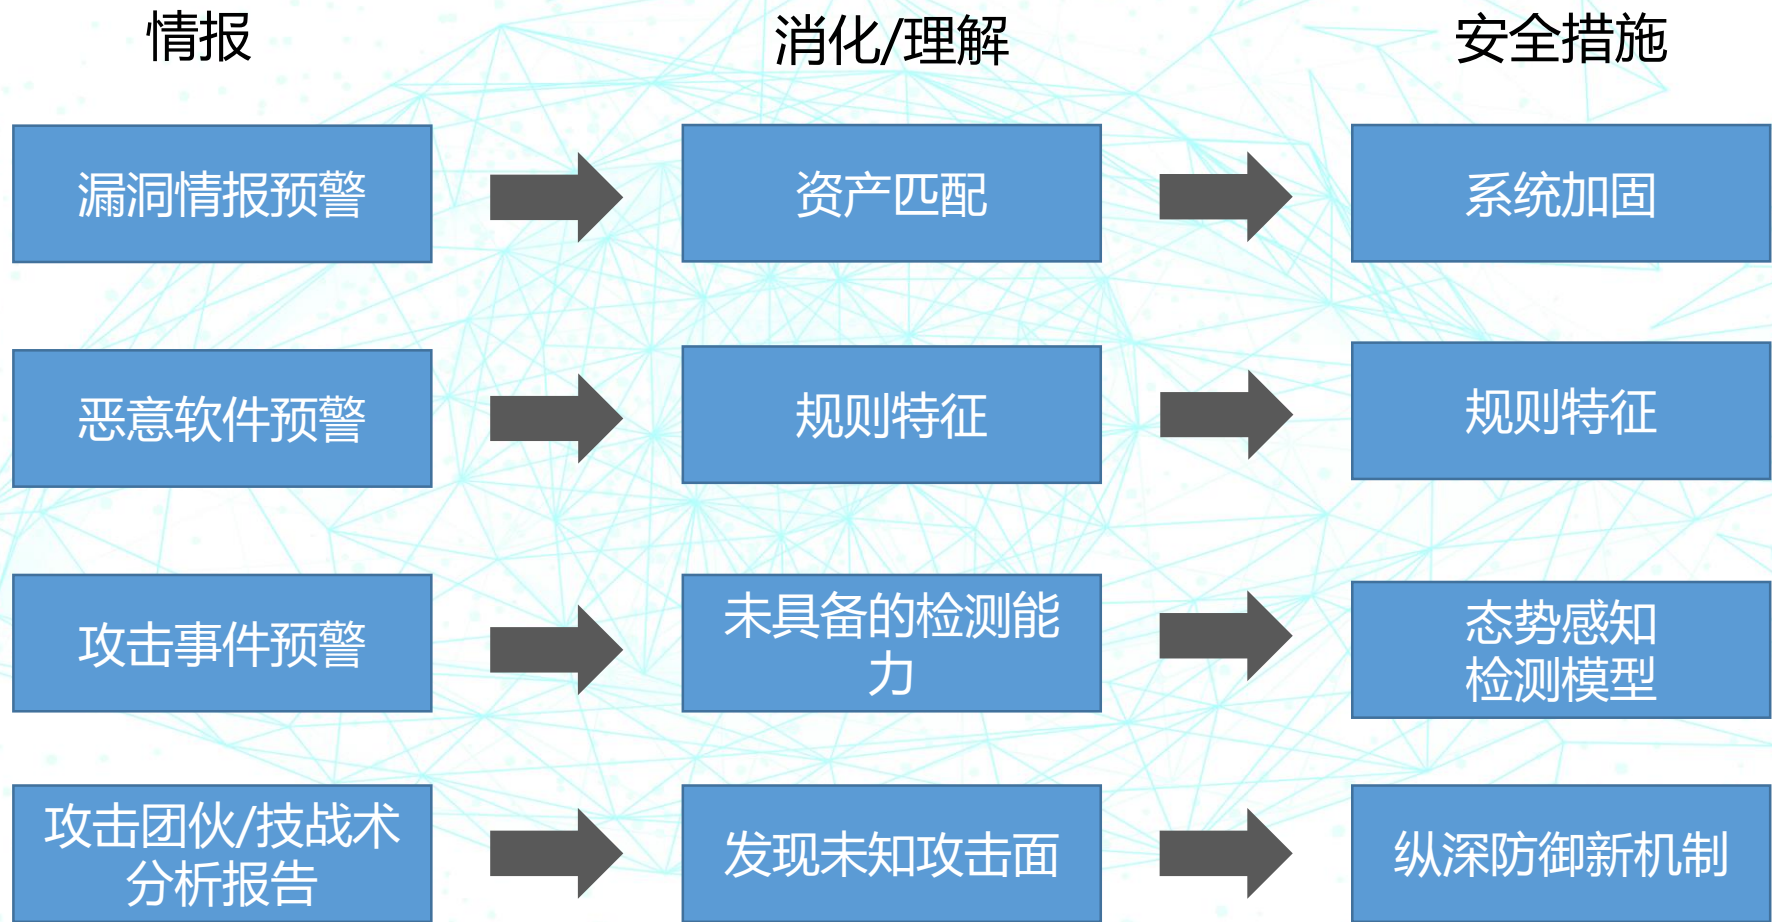 情报
消化/理解
安全措施
漏洞情报预警
资产匹配
系统加固
恶意软件预警
规则特征
规则特征
攻击事件预警
未具备的检测能
力
态势感知
检测模型
攻击团伙/技战术
分析报告
发现未知攻击面
纵深防御新机制